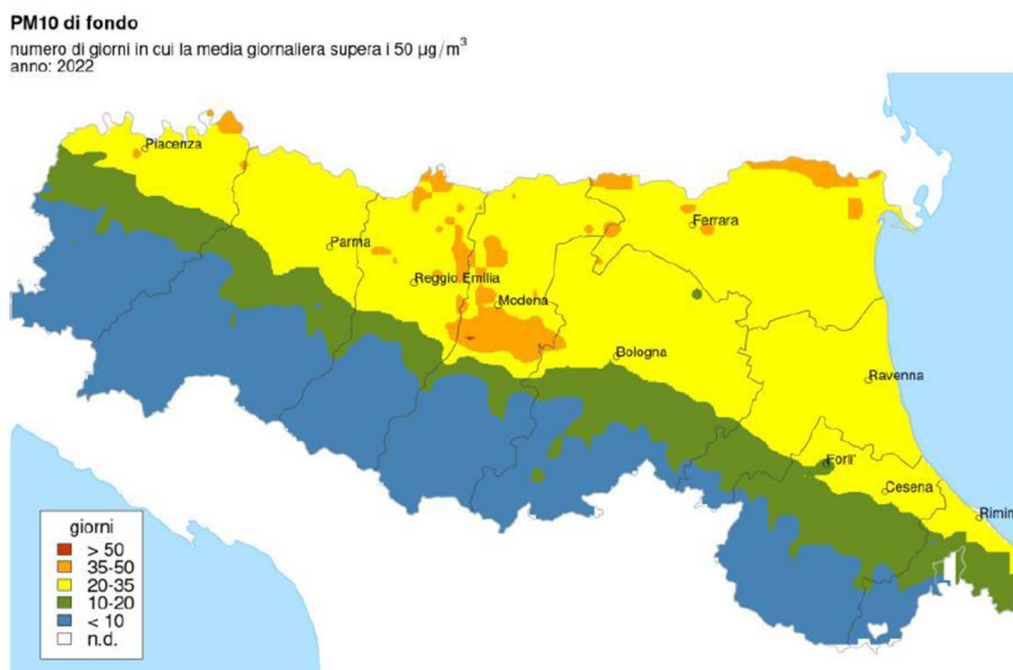 PM10 di fondo
numero di giorni in cui la media giornaliera supera i 50 µg/m³
anno: 2022
Piacenza
Parma
Reggio Emilia
Modena
Ferrara
Bologna
Ravenna
Forli'
Cesena
Rimin
giorni
> 50
35-50
20-35
10-20
< 10
n.d.